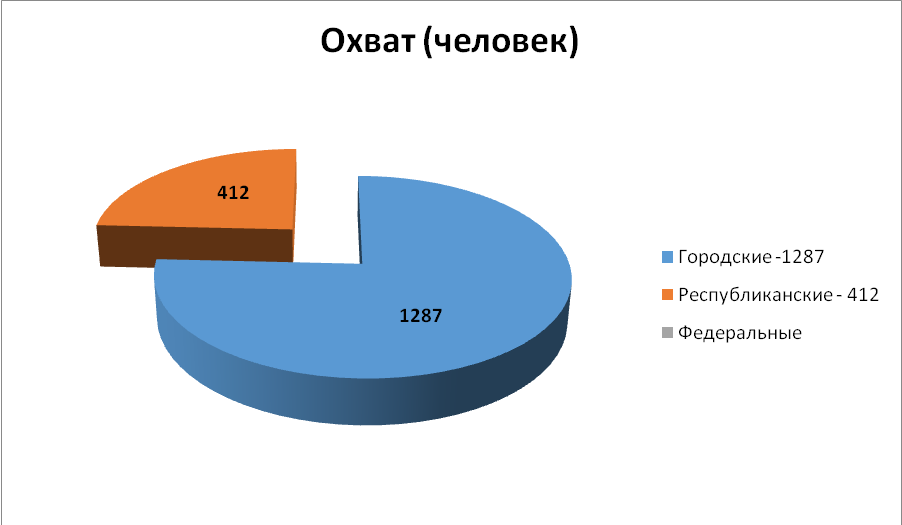 Охват (человек)
412
1287
Городские -1287
Республиканские - 412
Федеральные